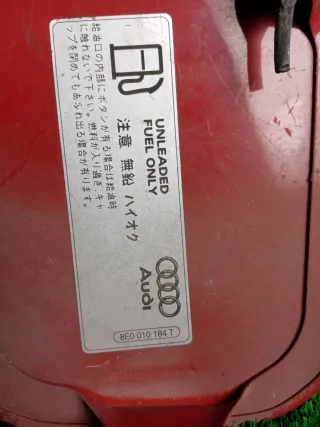 UNLEADED
FUEL ONLY
注意 無鉛 ハイオク
給油口の内部にボタンが有る場合は給油時
に触れないで下さい。燃料が入り過ぎ、キャ
ップを閉めてもあふれ出る場合が有ります。
Audi
8E0 010 184 T